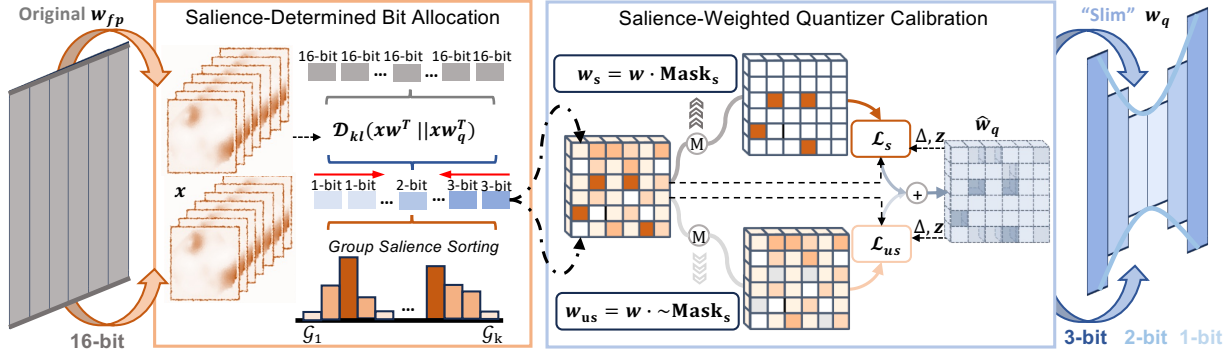 Original w_fp
16-bit
Salience-Determined Bit Allocation
x
16-bit 16-bit 16-bit 16-bit 16-bit
... ...
𝒟_kl(xw^T ||xw_q^T)
1-bit 1-bit ... 2-bit ... 3-bit 3-bit
Group Salience Sorting
...
𝒢_1 𝒢_k
Salience-Weighted Quantizer Calibration
w_s = w · Mask_s
M
M
w_us = w · ~Mask_s
ℒ_s
Δ, z
ŵ_q
+
ℒ_us
Δ, z
“Slim” w_q
3-bit 2-bit 1-bit